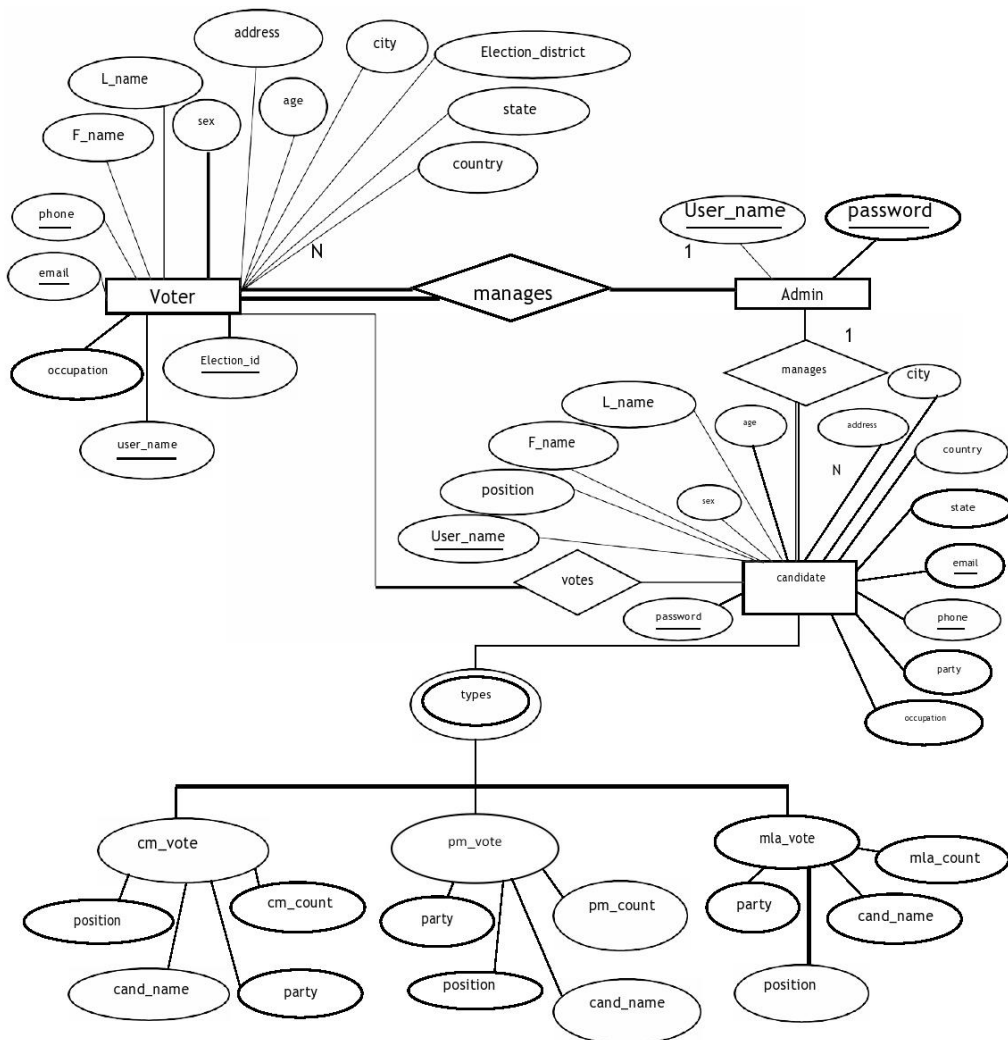 address
city
Election_district
L_name
age
sex
state
F_name
country
phone
User_name
password
email
N
1
Voter
manages
Admin
occupation
Election_id
1
manages
city
user_name
L_name
age
address
F_name
country
N
position
sex
state
User_name
email
votes
candidate
password
phone
party
types
occupation
cm_vote
pm_vote
mla_vote
mla_count
cm_count
pm_count
position
party
party
cand_name
cand_name
party
position
cand_name
position